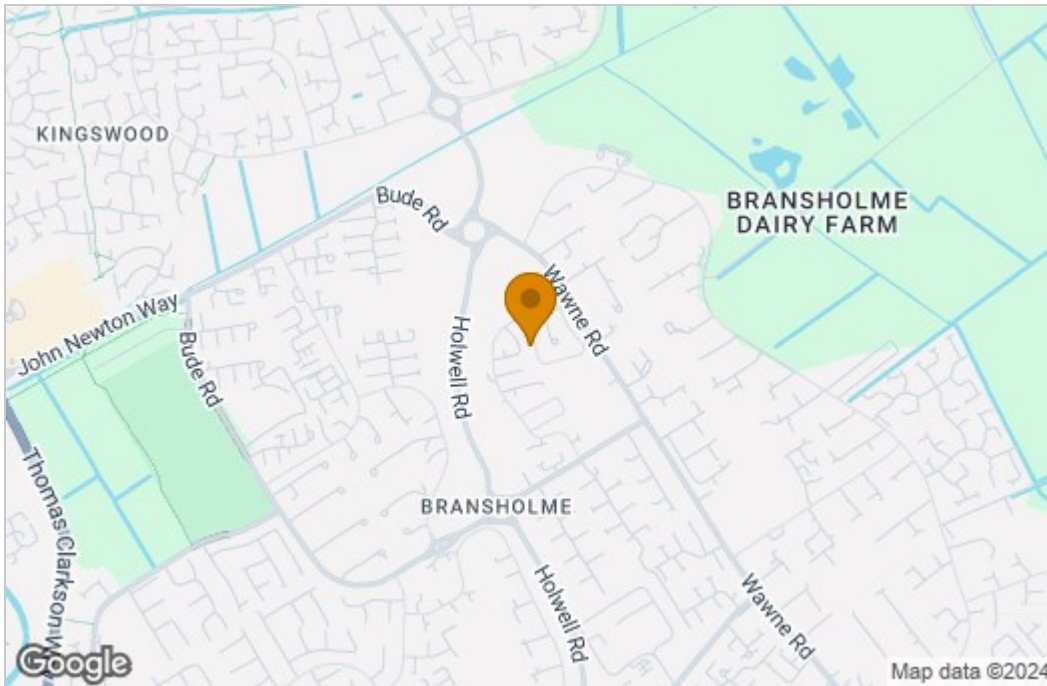 KINGSWOOD
Bude Rd
BRANSHOLME
DAIRY FARM
John Newton Way
Wawne Rd
Bude Rd
Holwell Rd
Thomas Clarkson W
BRANSHOLME
Holwell Rd
Wawne Rd
Google
Map data ©2024